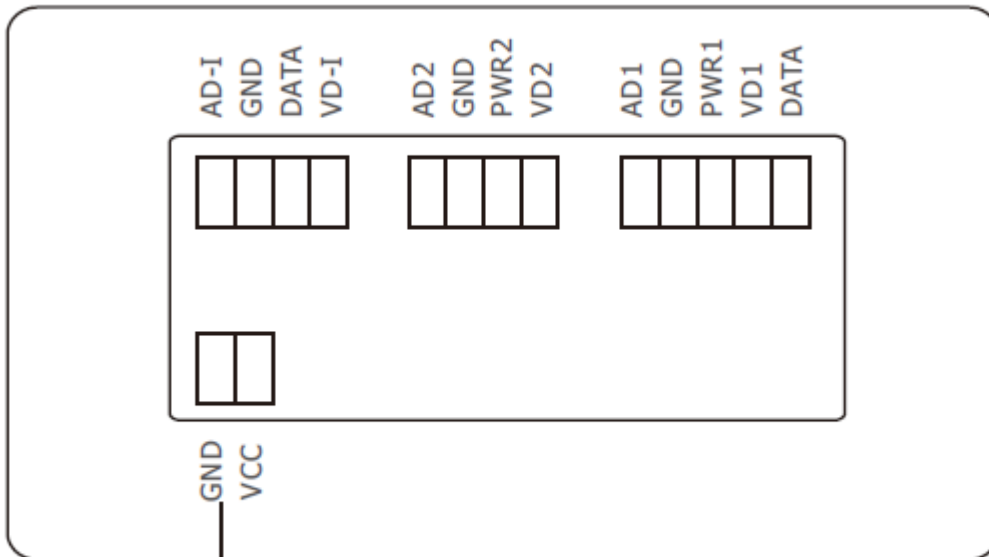 AD-I
GND
DATA
VD-I
AD2
GND
PWR2
VD2
AD1
GND
PWR1
VD1
DATA
GND
VCC